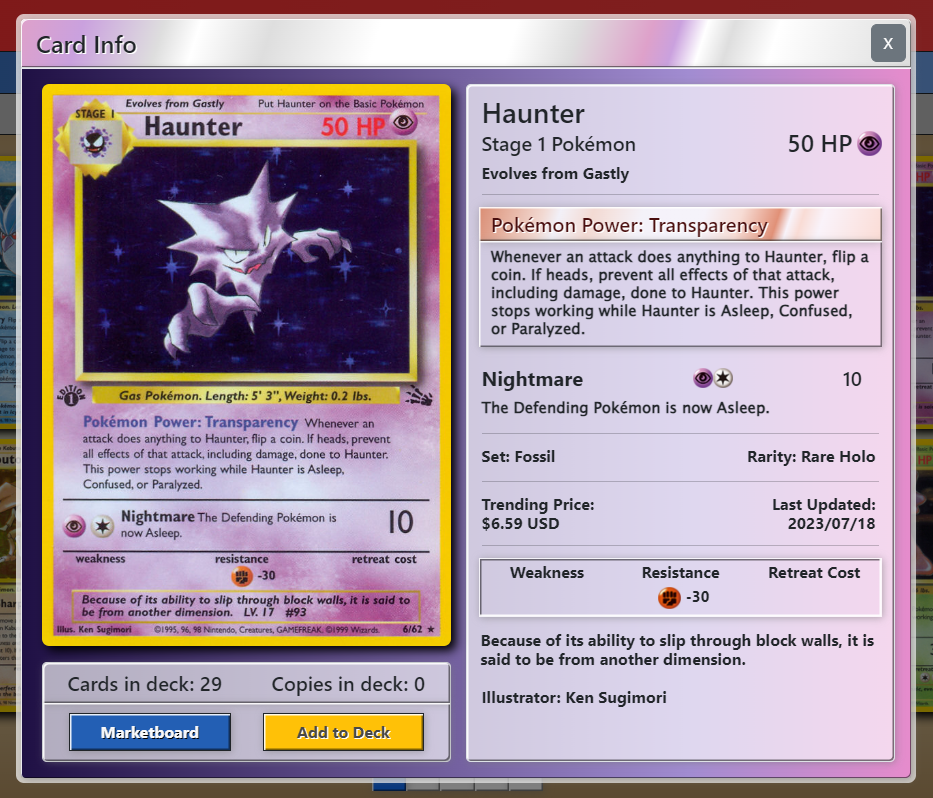 Card Info
X
Evolves from Gastly
Put Haunter on the Basic Pokémon
STAGE 1
Haunter
50 HP
EDITION
1
Gas Pokémon. Length: 5' 3", Weight: 0.2 lbs.
Pokémon Power: Transparency Whenever an
attack does anything to Haunter, flip a coin. If heads, prevent
all effects of that attack, including damage, done to Haunter.
This power stops working while Haunter is Asleep,
Confused, or Paralyzed.
Nightmare The Defending Pokémon is
now Asleep.
10
weakness
resistance
retreat cost
-30
Because of its ability to slip through block walls, it is said to
be from another dimension. LV. 17 #93
Illus. Ken Sugimori
©1995, 96, 98 Nintendo, Creatures, GAMEFREAK. ©1999 Wizards.
6/62 ★
Cards in deck: 29
Copies in deck: 0
Marketboard
Add to Deck
Haunter
Stage 1 Pokémon
50 HP
Evolves from Gastly
Pokémon Power: Transparency
Whenever an attack does anything to Haunter, flip a
coin. If heads, prevent all effects of that attack,
including damage, done to Haunter. This power
stops working while Haunter is Asleep, Confused,
or Paralyzed.
Nightmare
10
The Defending Pokémon is now Asleep.
Set: Fossil
Rarity: Rare Holo
Trending Price:
$6.59 USD
Last Updated:
2023/07/18
Weakness
Resistance
Retreat Cost
-30
Because of its ability to slip through block walls, it is
said to be from another dimension.
Illustrator: Ken Sugimori